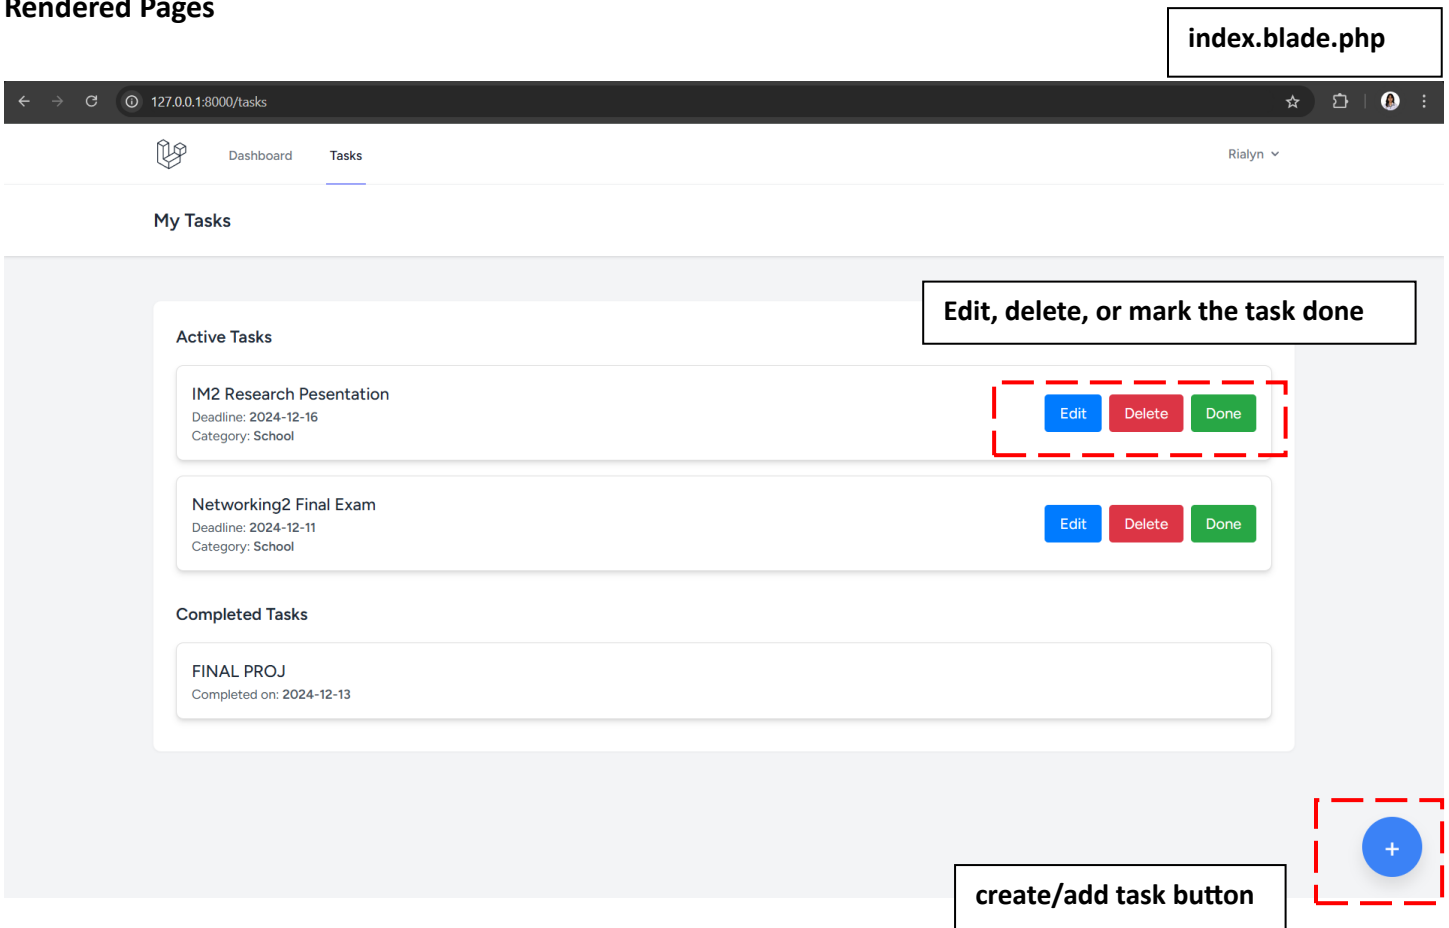 Rendered Pages
index.blade.php
127.0.0.1:8000/tasks
Dashboard Tasks Rialyn
My Tasks
Edit, delete, or mark the task done
Active Tasks
IM2 Research Pesentation
Deadline: 2024-12-16
Category: School
Edit Delete Done
Networking2 Final Exam
Deadline: 2024-12-11
Category: School
Edit Delete Done
Completed Tasks
FINAL PROJ
Completed on: 2024-12-13
+
create/add task button